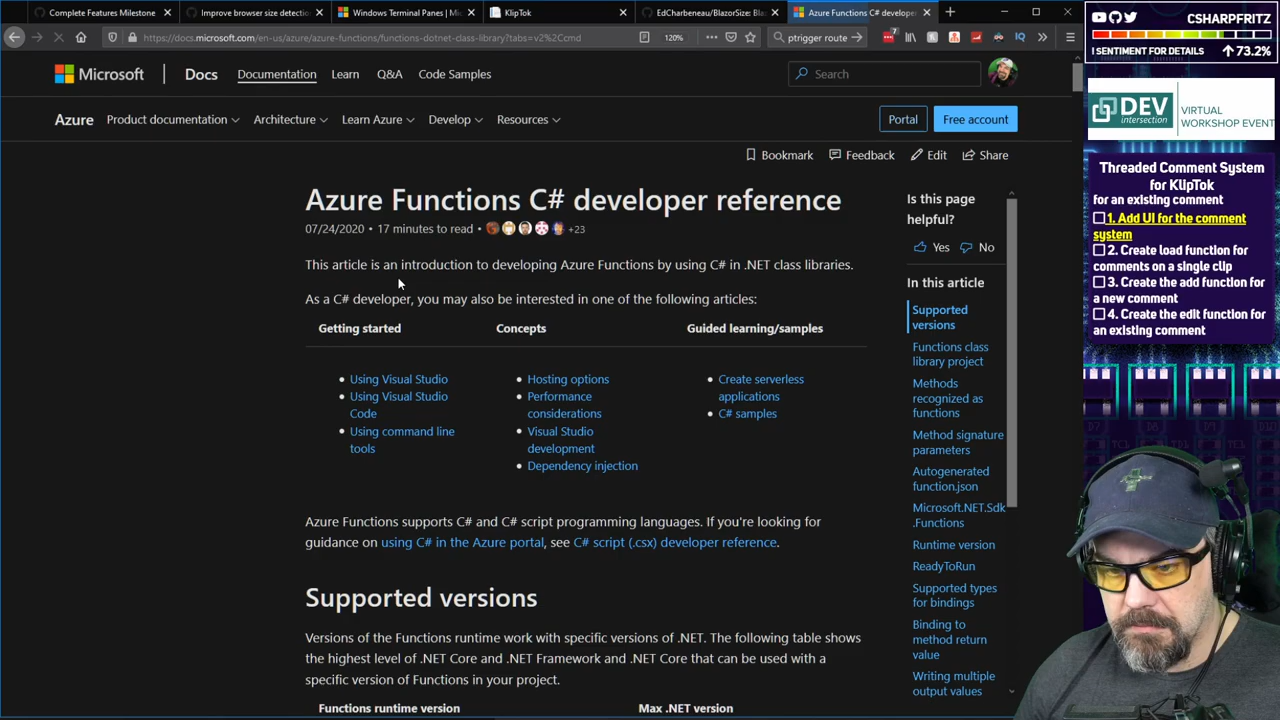 Complete Features Milestone
Improve browser size detectio
Windows Terminal Panes | Mic
KlipTok
EdCharbeneau/BlazorSize: Bla
Azure Functions C# developer
https://docs.microsoft.com/en-us/azure/azure-functions/functions-dotnet-class-library?tabs=v2%2Ccmd
120%
ptrigger route
Microsoft
Docs
Documentation
Learn
Q&A
Code Samples
Search
Azure
Product documentation
Architecture
Learn Azure
Develop
Resources
Portal
Free account
Bookmark
Feedback
Edit
Share
Azure Functions C# developer reference
07/24/2020 • 17 minutes to read •
+23
This article is an introduction to developing Azure Functions by using C# in .NET class libraries.
As a C# developer, you may also be interested in one of the following articles:
Getting started
Concepts
Guided learning/samples
• Using Visual Studio
• Using Visual Studio
Code
• Using command line
tools
• Hosting options
• Performance
considerations
• Visual Studio
development
• Dependency injection
• Create serverless
applications
• C# samples
Azure Functions supports C# and C# script programming languages. If you're looking for
guidance on using C# in the Azure portal, see C# script (.csx) developer reference.
Supported versions
Versions of the Functions runtime work with specific versions of .NET. The following table shows
the highest level of .NET Core and .NET Framework and .NET Core that can be used with a
specific version of Functions in your project.
Functions runtime version
Max .NET version
Is this page
helpful?
Yes
No
In this article
Supported
versions
Functions class
library project
Methods
recognized as
functions
Method signature
parameters
Autogenerated
function.json
Microsoft.NET.Sdk
.Functions
Runtime version
ReadyToRun
Supported types
for bindings
Binding to
method return
value
Writing multiple
output values
CSHARPFRITZ
! SENTIMENT FOR DETAILS
73.2%
DEV
intersection
VIRTUAL
WORKSHOP EVENT
Threaded Comment System
for KlipTok
for an existing comment
1. Add UI for the comment
system
2. Create load function for
comments on a single clip
3. Create the add function for
a new comment
4. Create the edit function for
an existing comment